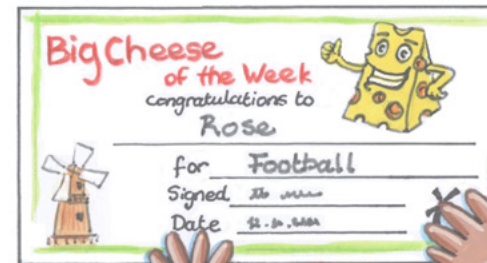 Big Cheese
of the Week
congratulations to
Rose
for Football
Signed
Date